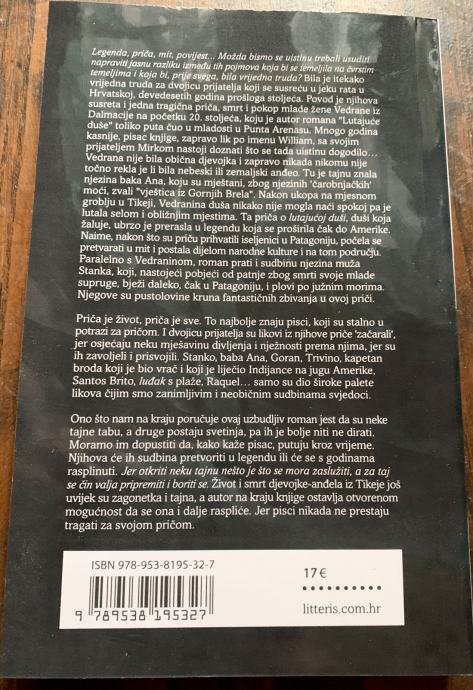 Legenda, priča, mit, povijest... Možda bismo se uistinu trebali usuditi
napraviti jasnu razliku između tih pojmova koja bi se temeljila na čvrstim
temeljima i koja bi, prije svega, bila vrijedna truda? Bila je itekako
vrijedna truda za dvojicu prijatelja koji se susreću u jeku rata u
Hrvatskoj, devedesetih godina prošloga stoljeća. Povod je njihova
susreta i jedna tragična priča, smrt i pokop mlade žene Vedrane iz
Dalmacije na početku 20. stoljeća, koju je autor romana "Lutajuće
duše" toliko puta čuo u mladosti u Punta Arenasu. Mnogo godina
kasnije, pisac knjige, zapravo lik po imenu William, sa svojim
prijateljem Mirkom nastoji doznati što se tada uistinu dogodilo...
Vedrana nije bila obična djevojka i zapravo nikada nikomu nije
točno rekla je li bila nebeski ili zemaljski anđeo. Tu je tajnu znala
njezina baka Ana, koju su mještani, zbog njezinih 'čarobnjačkih'
moći, zvali "vještica iz Gornjih Brela". Nakon ukopa na mjesnom
groblju u Tikeji, Vedranina duša nikako nije mogla naći spokoj pa je
lutala selom i obližnjim mjestima. Ta priča o lutajućoj duši, duši koja
žaluje, ubrzo je prerasla u legendu koja se proširila čak do Amerike.
Naime, nakon što su priču prihvatili iseljenici u Patagoniju, počela se
pretvarati u mit i postala dijelom narodne kulture i na tom području.
Paralelno s Vedraninom, roman prati i sudbinu njezina muža
Stanka, koji, nastojeći pobjeći od patnje zbog smrti svoje mlade
supruge, bježi daleko, čak u Patagoniju, i plovi po južnim morima.
Njegove su pustolovine kruna fantastičnih zbivanja u ovoj priči.
Priča je život, priča je sve. To najbolje znaju pisci, koji su stalno u
potrazi za pričom. I dvojicu prijatelja su likovi iz njihove priče 'začarali',
jer osjećaju neku mješavinu divljenja i nježnosti prema njima, jer su
ih zavoljeli i prisvojili. Stanko, baba Ana, Goran, Trivino, kapetan
broda koji je bio vrač i koji je liječio Indijance na jugu Amerike,
Santos Brito, luđak s plaže, Raquel... samo su dio široke palete
likova čijim smo zanimljivim i neobičnim sudbinama svjedoci.
Ono što nam na kraju poručuje ovaj uzbudljiv roman jest da su neke
tajne tabu, a druge postaju svetinja, pa ih je bolje niti ne dirati.
Moramo im dopustiti da, kako kaže pisac, putuju kroz vrijeme.
Njihova će ih sudbina pretvoriti u legendu ili će se s godinama
rasplinuti. Jer otkriti neku tajnu nešto je što se mora zaslužiti, a za taj
se čin valja pripremiti i boriti se. Život i smrt djevojke-anđela iz Tikeje još
uvijek su zagonetka i tajna, a autor na kraju knjige ostavlja otvorenom
mogućnost da se ona i dalje raspliće. Jer pisci nikada ne prestaju
tragati za svojom pričom.
ISBN 978-953-8195-32-7
9 789538 195327
17 €
litteris.com.hr